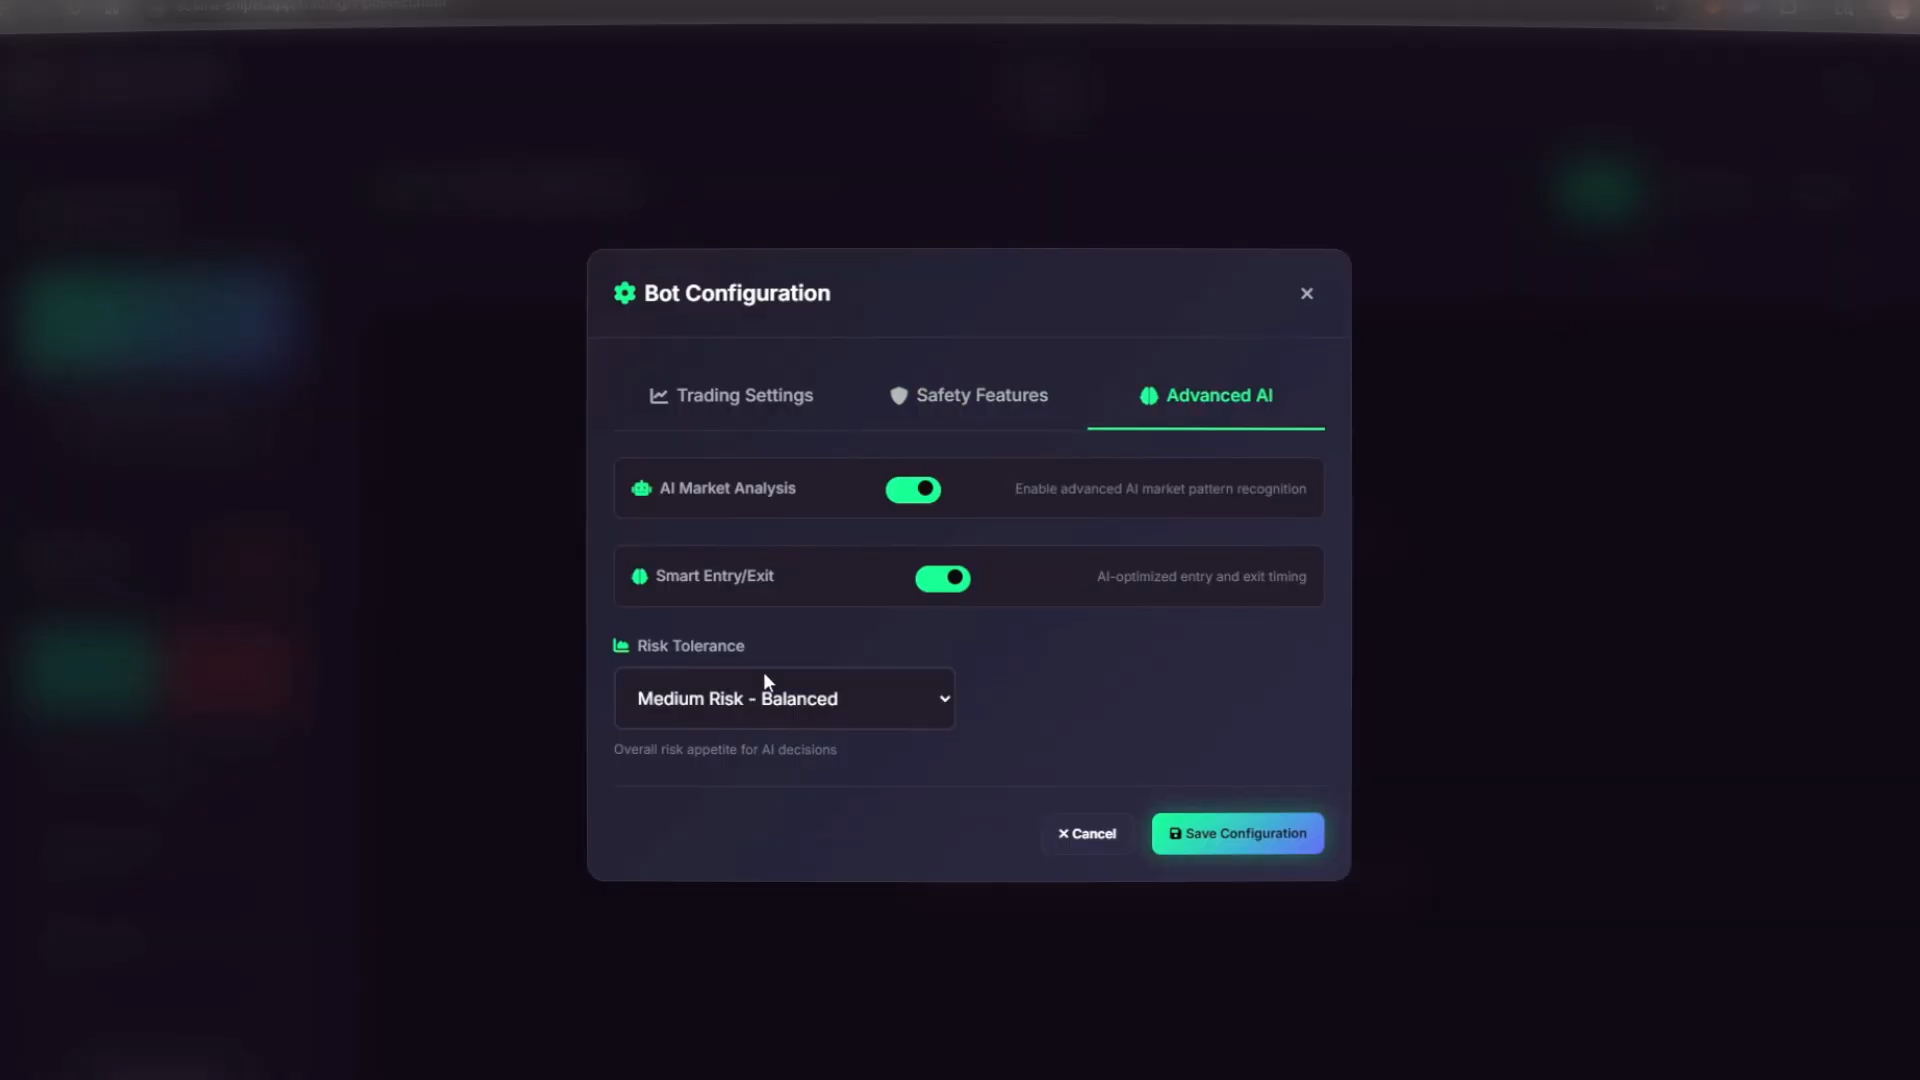 Bot Configuration
Trading Settings
Safety Features
Advanced AI
AI Market Analysis
Enable advanced AI market pattern recognition
Smart Entry/Exit
AI-optimized entry and exit timing
Risk Tolerance
Medium Risk - Balanced
Overall risk appetite for AI decisions
Cancel
Save Configuration